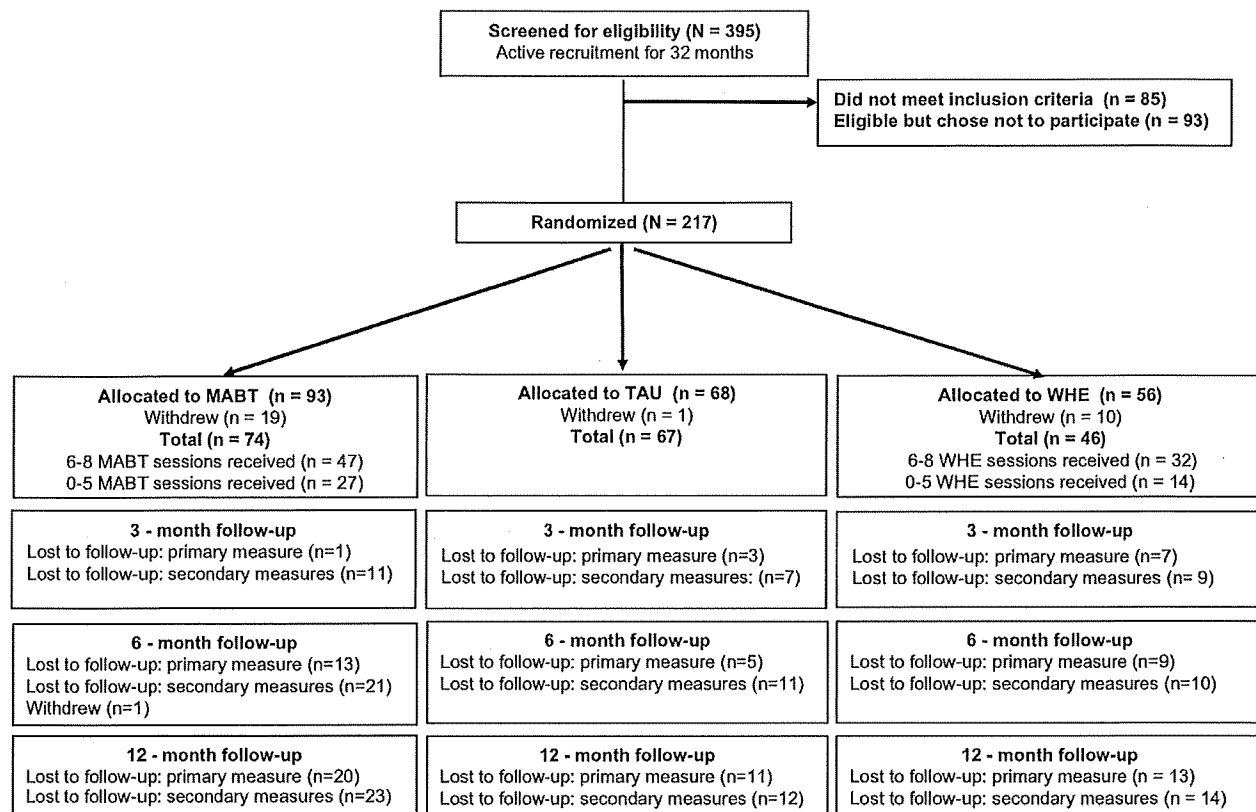 Screened for eligibility (N = 395)
Active recruitment for 32 months
Did not meet inclusion criteria (n = 85)
Eligible but chose not to participate (n = 93)
Randomized (N = 217)
Allocated to MABT (n = 93)
Withdrew (n = 19)
Total (n = 74)
6-8 MABT sessions received (n = 47)
0-5 MABT sessions received (n = 27)
Allocated to TAU (n = 68)
Withdrew (n = 1)
Total (n = 67)
Allocated to WHE (n = 56)
Withdrew (n = 10)
Total (n = 46)
6-8 WHE sessions received (n = 32)
0-5 WHE sessions received (n = 14)
3 - month follow-up
Lost to follow-up: primary measure (n=1)
Lost to follow-up: secondary measures (n=11)
3 - month follow-up
Lost to follow-up: primary measure (n=3)
Lost to follow-up: secondary measures: (n=7)
3 - month follow-up
Lost to follow-up: primary measure (n=7)
Lost to follow-up: secondary measures (n= 9)
6 - month follow-up
Lost to follow-up: primary measure (n=13)
Lost to follow-up: secondary measures (n=21)
Withdrew (n=1)
6 - month follow-up
Lost to follow-up: primary measure (n=5)
Lost to follow-up: secondary measures (n=11)
6 - month follow-up
Lost to follow-up: primary measure (n=9)
Lost to follow-up: secondary measures (n=10)
12 - month follow-up
Lost to follow-up: primary measure (n=20)
Lost to follow-up: secondary measures (n=23)
12 - month follow-up
Lost to follow-up: primary measure (n=11)
Lost to follow-up: secondary measures (n=12)
12 - month follow-up
Lost to follow-up: primary measure (n = 13)
Lost to follow-up: secondary measures (n = 14)